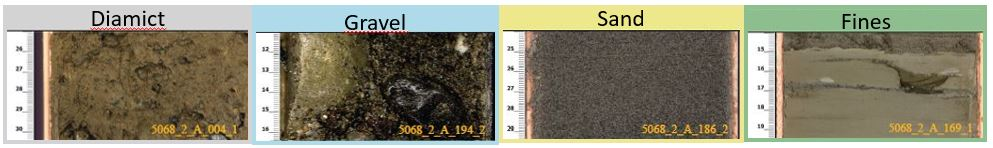 Diamict
Gravel
Sand
Fines
26
27
28
29
30
5068_2_A_004_1
12
13
14
15
16
5068_2_A_194_2
25
26
27
28
29
5068_2_A_186_2
15
16
17
18
19
5068_2_A_169_1